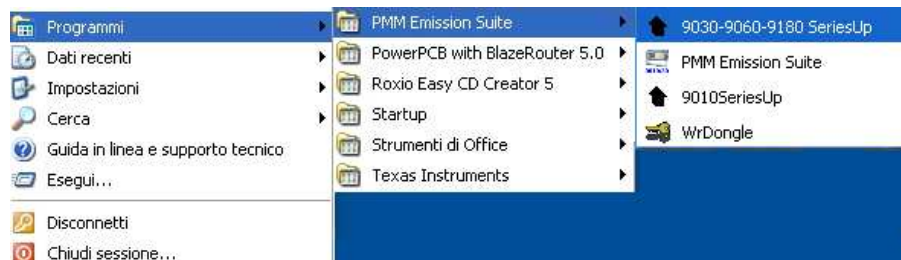 Programmi
Dati recenti
Impostazioni
Cerca
Guida in linea e supporto tecnico
Esegui...
Disconnetti
Chiudi sessione...
PMM Emission Suite
PowerPCB with BlazeRouter 5.0
Roxio Easy CD Creator 5
Startup
Strumenti di Office
Texas Instruments
9030-9060-9180 SeriesUp
PMM Emission Suite
9010SeriesUp
WrDongle